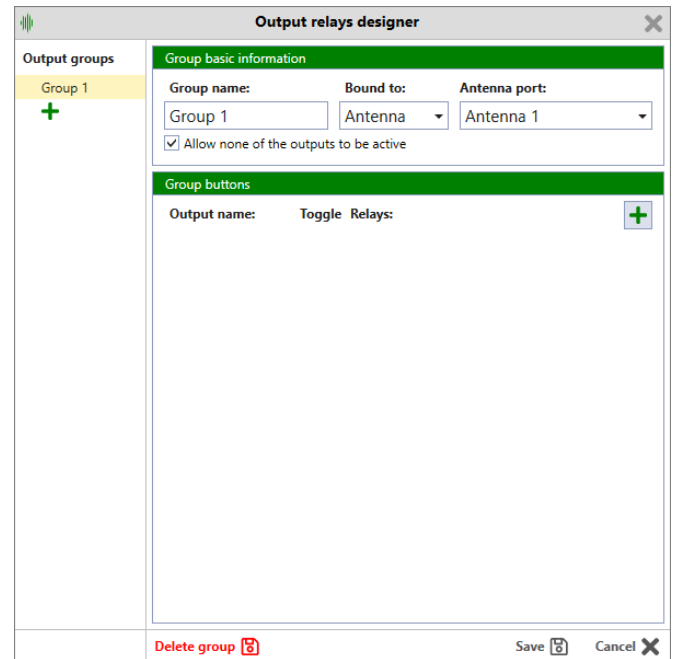 Output relays designer
Output groups
Group 1
Group basic information
Group name: Bound to: Antenna port:
Group 1 Antenna Antenna 1
Allow none of the outputs to be active
Group buttons
Output name: Toggle Relays:
Delete group Save Cancel